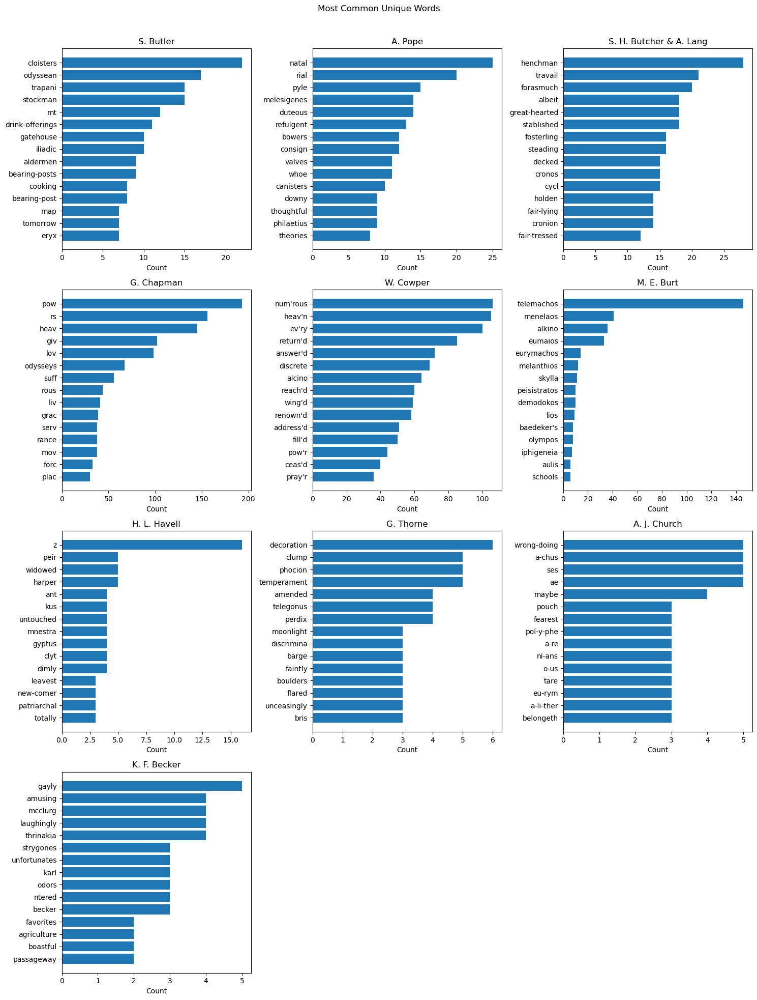 Most Common Unique Words
S. Butler
cloisters
odyssean
trapani
stockman
mt
drink-offerings
gatehouse
iliadic
aldermen
bearing-posts
cooking
bearing-post
map
tomorrow
eryx
0 5 10 15 20
Count
A. Pope
natal
rial
pyle
melesigenes
duteous
refulgent
bowers
consign
valves
whoe
canisters
downy
thoughtful
philaetius
theories
0 5 10 15 20 25
Count
S. H. Butcher & A. Lang
henchman
travail
forasmuch
albeit
great-hearted
stablished
fosterling
steading
decked
cronos
cycl
holden
fair-lying
cronion
fair-tressed
0 5 10 15 20 25
Count
G. Chapman
pow
rs
heav
giv
lov
odysseys
suff
rous
liv
grac
serv
rance
mov
forc
plac
0 50 100 150 200
Count
W. Cowper
num'rous
heav'n
ev'ry
return'd
answer'd
discrete
alcino
reach'd
wing'd
renown'd
address'd
fill'd
pow'r
ceas'd
pray'r
0 20 40 60 80 100
Count
M. E. Burt
telemachos
menelaos
alkino
eumaios
eurymachos
melanthios
skylla
peisistratos
demodokos
lios
baedeker's
olympos
iphigeneia
aulis
schools
0 20 40 60 80 100 120 140
Count
H. L. Havell
z
peir
widowed
harper
ant
kus
untouched
mnestra
gyptus
clyt
dimly
leavest
new-comer
patriarchal
totally
0.0 2.5 5.0 7.5 10.0 12.5 15.0
Count
G. Thorne
decoration
clump
phocion
temperament
amended
telegonus
perdix
moonlight
discrimina
barge
faintly
boulders
flared
unceasingly
bris
0 1 2 3 4 5 6
Count
A. J. Church
wrong-doing
a-chus
ses
ae
maybe
pouch
fearest
pol-y-phe
a-re
ni-ans
o-us
tare
eu-rym
a-li-ther
belongeth
0 1 2 3 4 5
Count
K. F. Becker
gayly
amusing
mcclurg
laughingly
thrinakia
strygones
unfortunates
karl
odors
ntered
becker
favorites
agriculture
boastful
passageway
0 1 2 3 4 5
Count